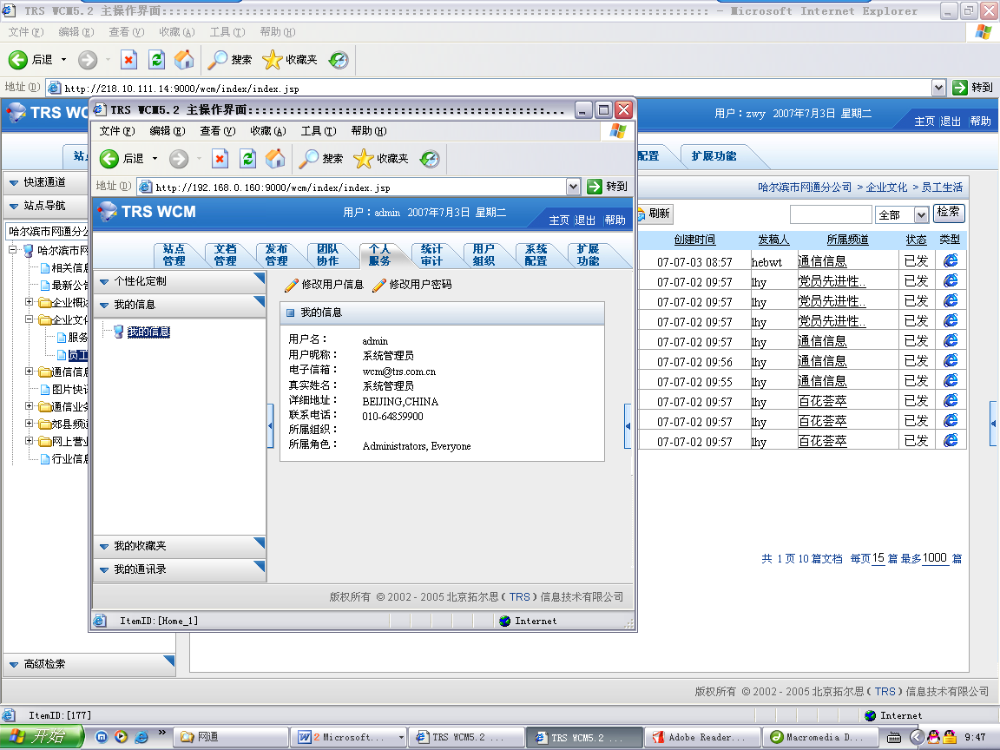 TRS WCM5.2 主操作界面:::::::::::::::::::::::::::::::::::::::::::::::::::::::::::::::: - Microsoft Internet Explorer
文件(F) 编辑(E) 查看(V) 收藏(A) 工具(T) 帮助(H)
后退 搜索 收藏夹
地址(D) http://218.10.111.14:9000/wcm/index/index.jsp 转到
TRS WC
用户：zwy 2007年7月3日 星期二
主页 退出 帮助
站
配置 扩展功能
快速通道
站点导航
哈尔滨市网通分公司 > 企业文化 > 员工生活
刷新 全部 检索
哈尔滨市网通分公
哈尔滨市网
相关信息
最新公告
企业概
企业文化
服务
员工
通信信息
图片快讯
通信业务
郊县频道
网上营业
行业信息
创建时间 发稿人 所属频道 状态 类型
07-07-03 08:57 hebwt 通信信息 已发
07-07-02 09:57 lhy 党员先进性.. 已发
07-07-02 09:57 lhy 党员先进性.. 已发
07-07-02 09:57 lhy 党员先进性.. 已发
07-07-02 09:57 lhy 通信信息 已发
07-07-02 09:56 lhy 通信信息 已发
07-07-02 09:55 lhy 通信信息 已发
07-07-02 09:57 lhy 百花荟萃 已发
07-07-02 09:57 lhy 百花荟萃 已发
07-07-02 09:57 lhy 百花荟萃 已发
共 1 页 10 篇文档 每页 15 篇 最多 1000 篇
TRS WCM5.2 主操作界面::::::::::::::::::::::::::::::::::::::::::::::...
文件(F) 编辑(E) 查看(V) 收藏(A) 工具(T) 帮助(H)
后退 搜索 收藏夹
地址(D) http://192.168.0.160:9000/wcm/index/index.jsp 转到
TRS WCM
用户：admin 2007年7月3日 星期二
主页 退出 帮助
站点管理 文档管理 发布管理 团队协作 个人服务 统计审计 用户组织 系统配置 扩展功能
个性化定制
我的信息
我的信息
修改用户信息 修改用户密码
我的信息
用户名： admin
用户昵称： 系统管理员
电子信箱： wcm@trs.com.cn
真实姓名： 系统管理员
详细地址： BEIJING,CHINA
联系电话： 010-64859900
所属组织：
所属角色： Administrators, Everyone
我的收藏夹
我的通讯录
版权所有 ©2002 - 2005 北京拓尔思（TRS）信息技术有限公司
ItemID:[Home_1] Internet
高级检索
版权所有 ©2002 - 2005 北京拓尔思（TRS）信息技术有限公司
ItemID:[177] Internet
开始 » 网通 2 Microsoft... TRS WCM5.2 ... TRS WCM5.2 ... Adobe Reader... Macromedia D... 9:47